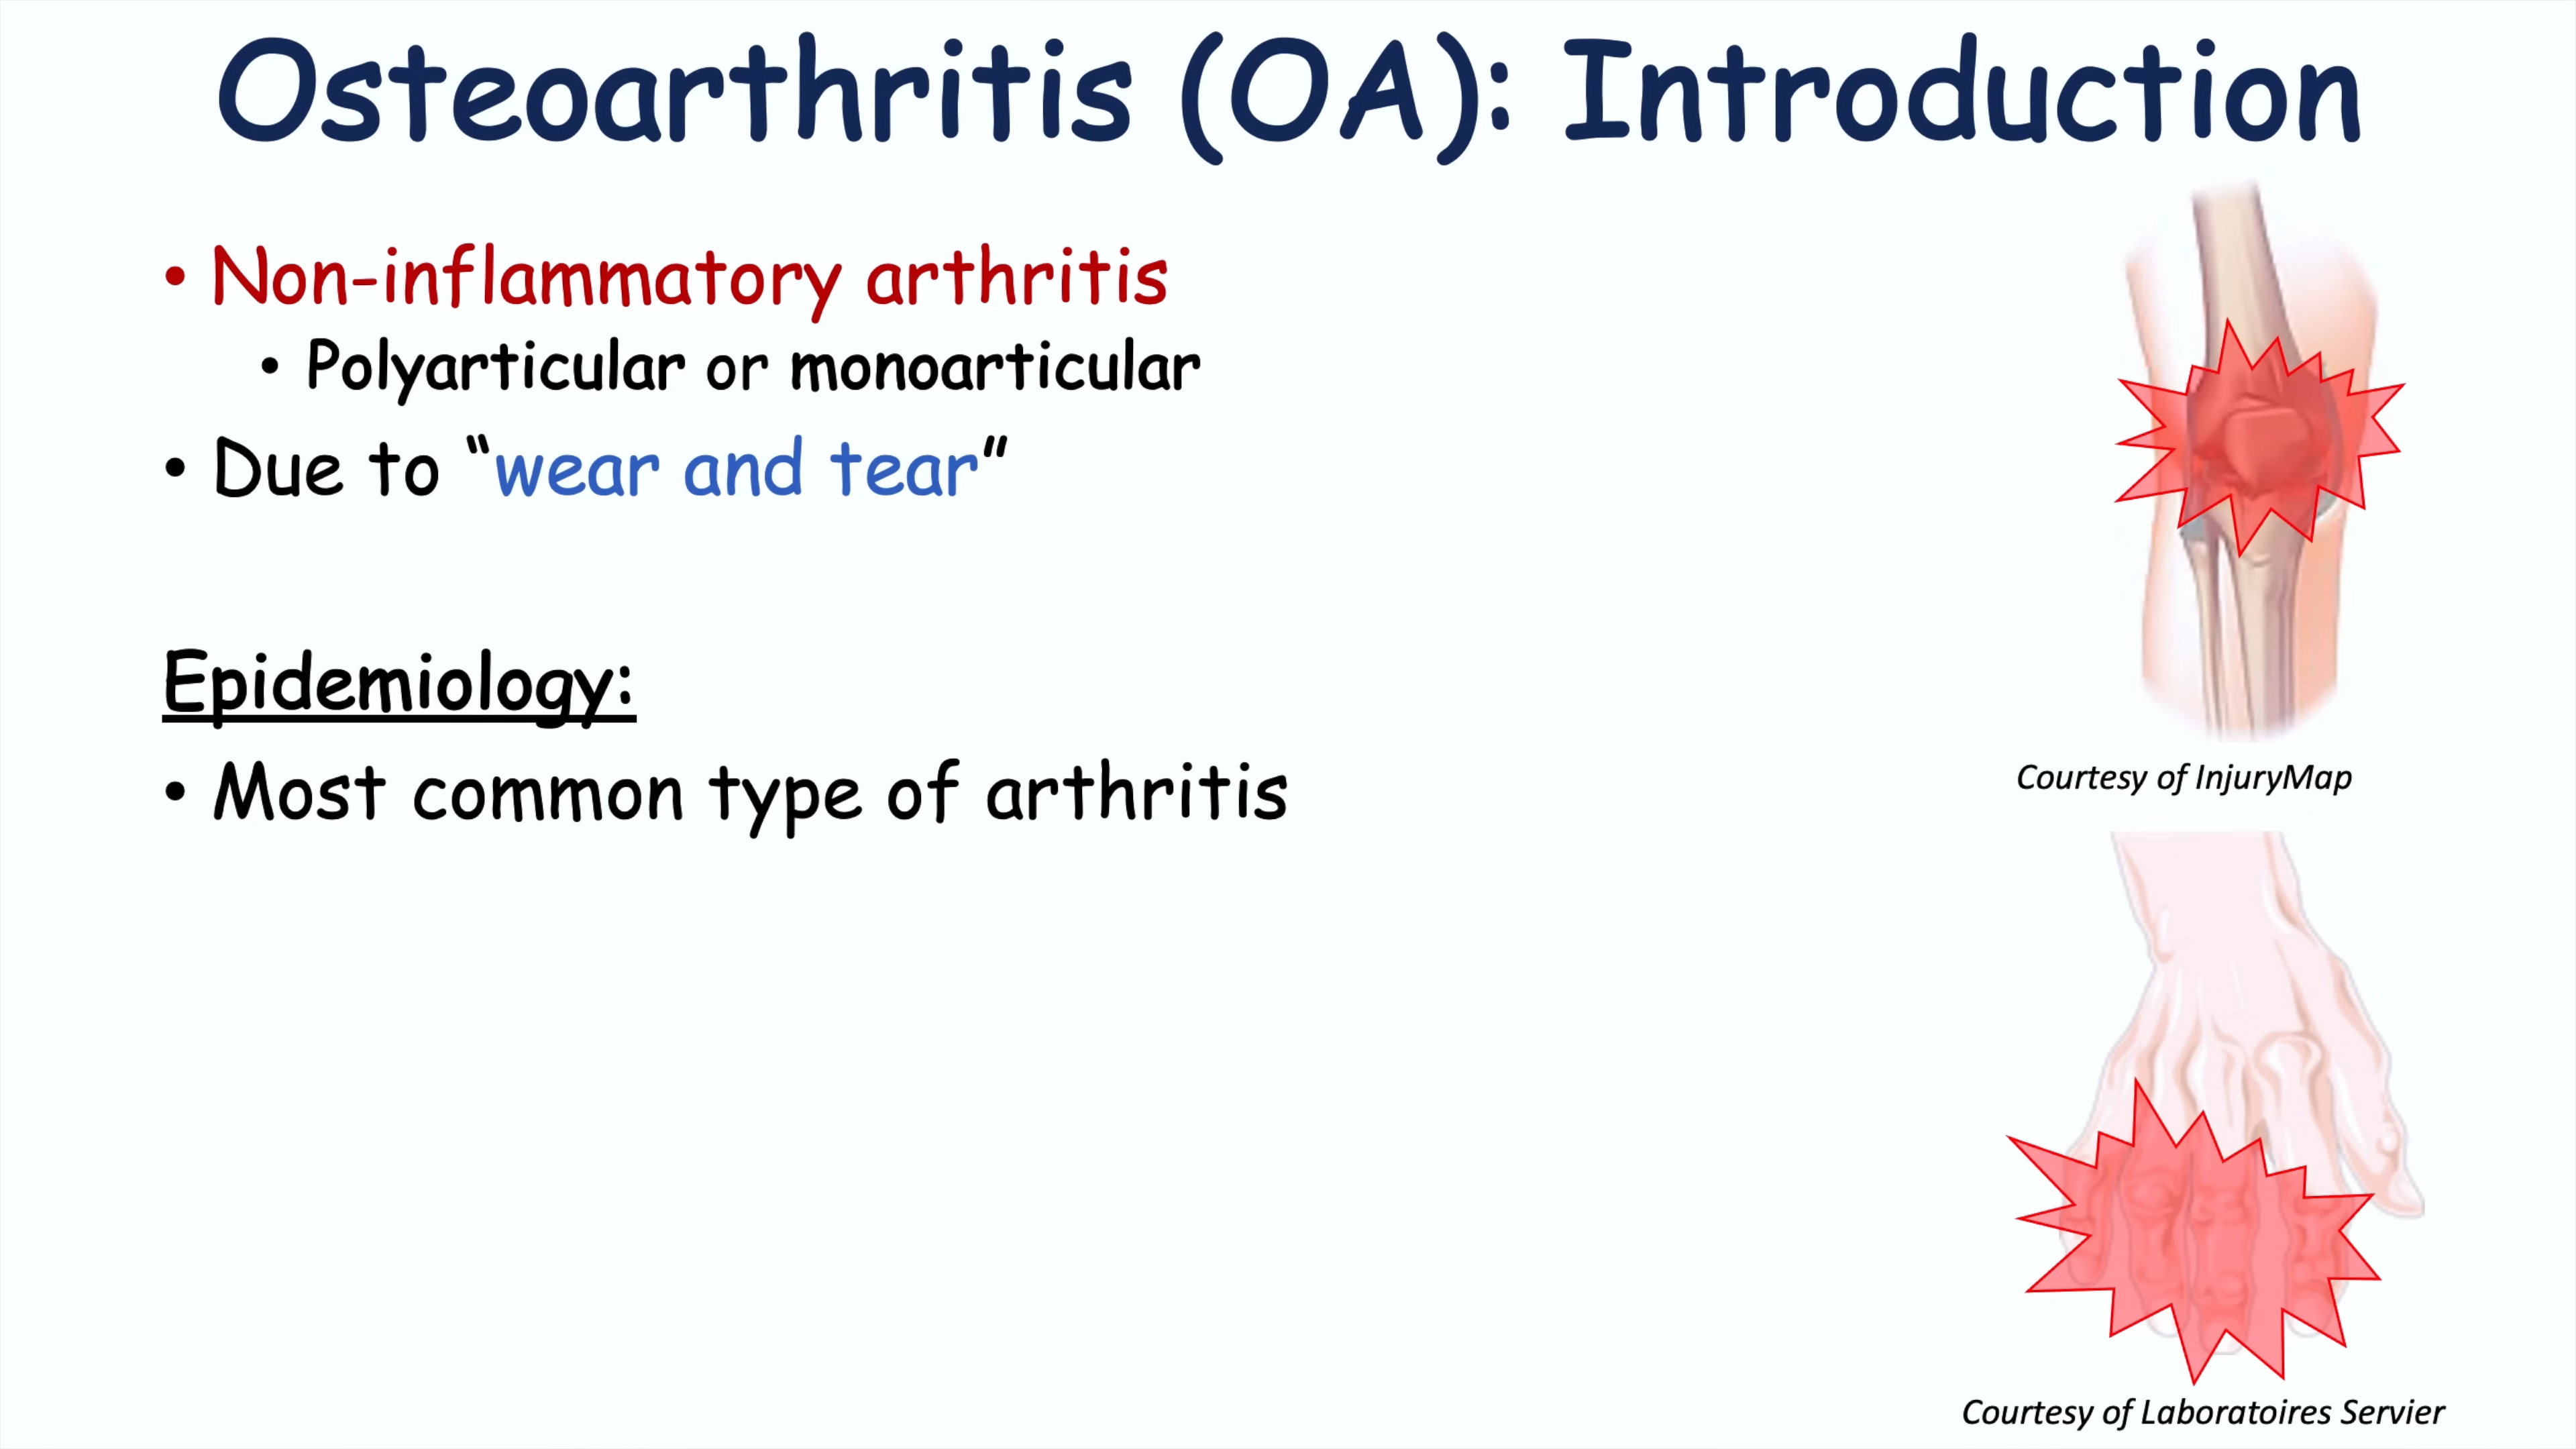 Osteoarthritis (OA): Introduction
• Non-inflammatory arthritis
• Polyarticular or monoarticular
• Due to “wear and tear”
Epidemiology:
• Most common type of arthritis
Courtesy of InjuryMap
Courtesy of Laboratoires Servier